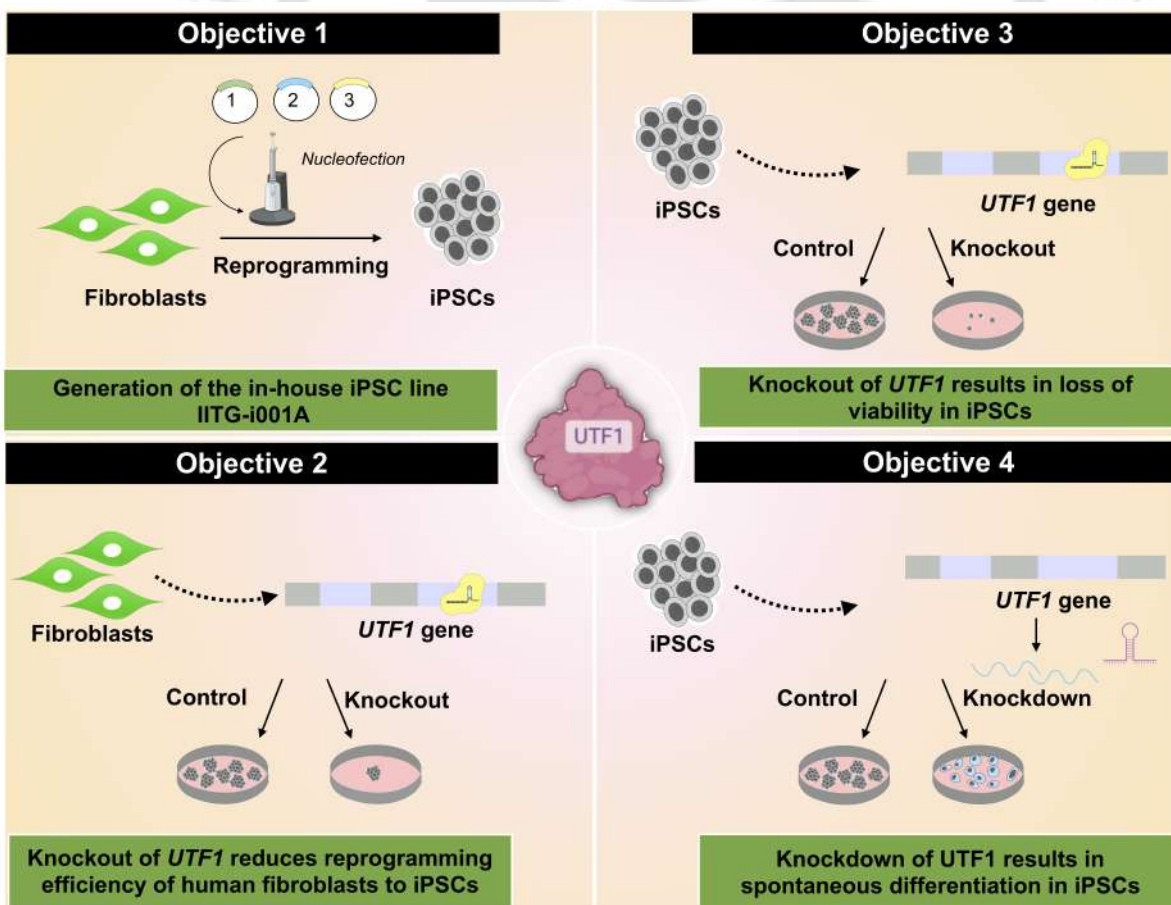 Objective 1
1
2
3
Nucleofection
Reprogramming
Fibroblasts
iPSCs
Generation of the in-house iPSC line
IITG-i001A
Objective 3
iPSCs
UTF1 gene
Control
Knockout
Knockout of UTF1 results in loss of
viability in iPSCs
UTF1
Objective 2
Fibroblasts
UTF1 gene
Control
Knockout
Knockout of UTF1 reduces reprogramming
efficiency of human fibroblasts to iPSCs
Objective 4
iPSCs
UTF1 gene
Control
Knockdown
Knockdown of UTF1 results in
spontaneous differentiation in iPSCs